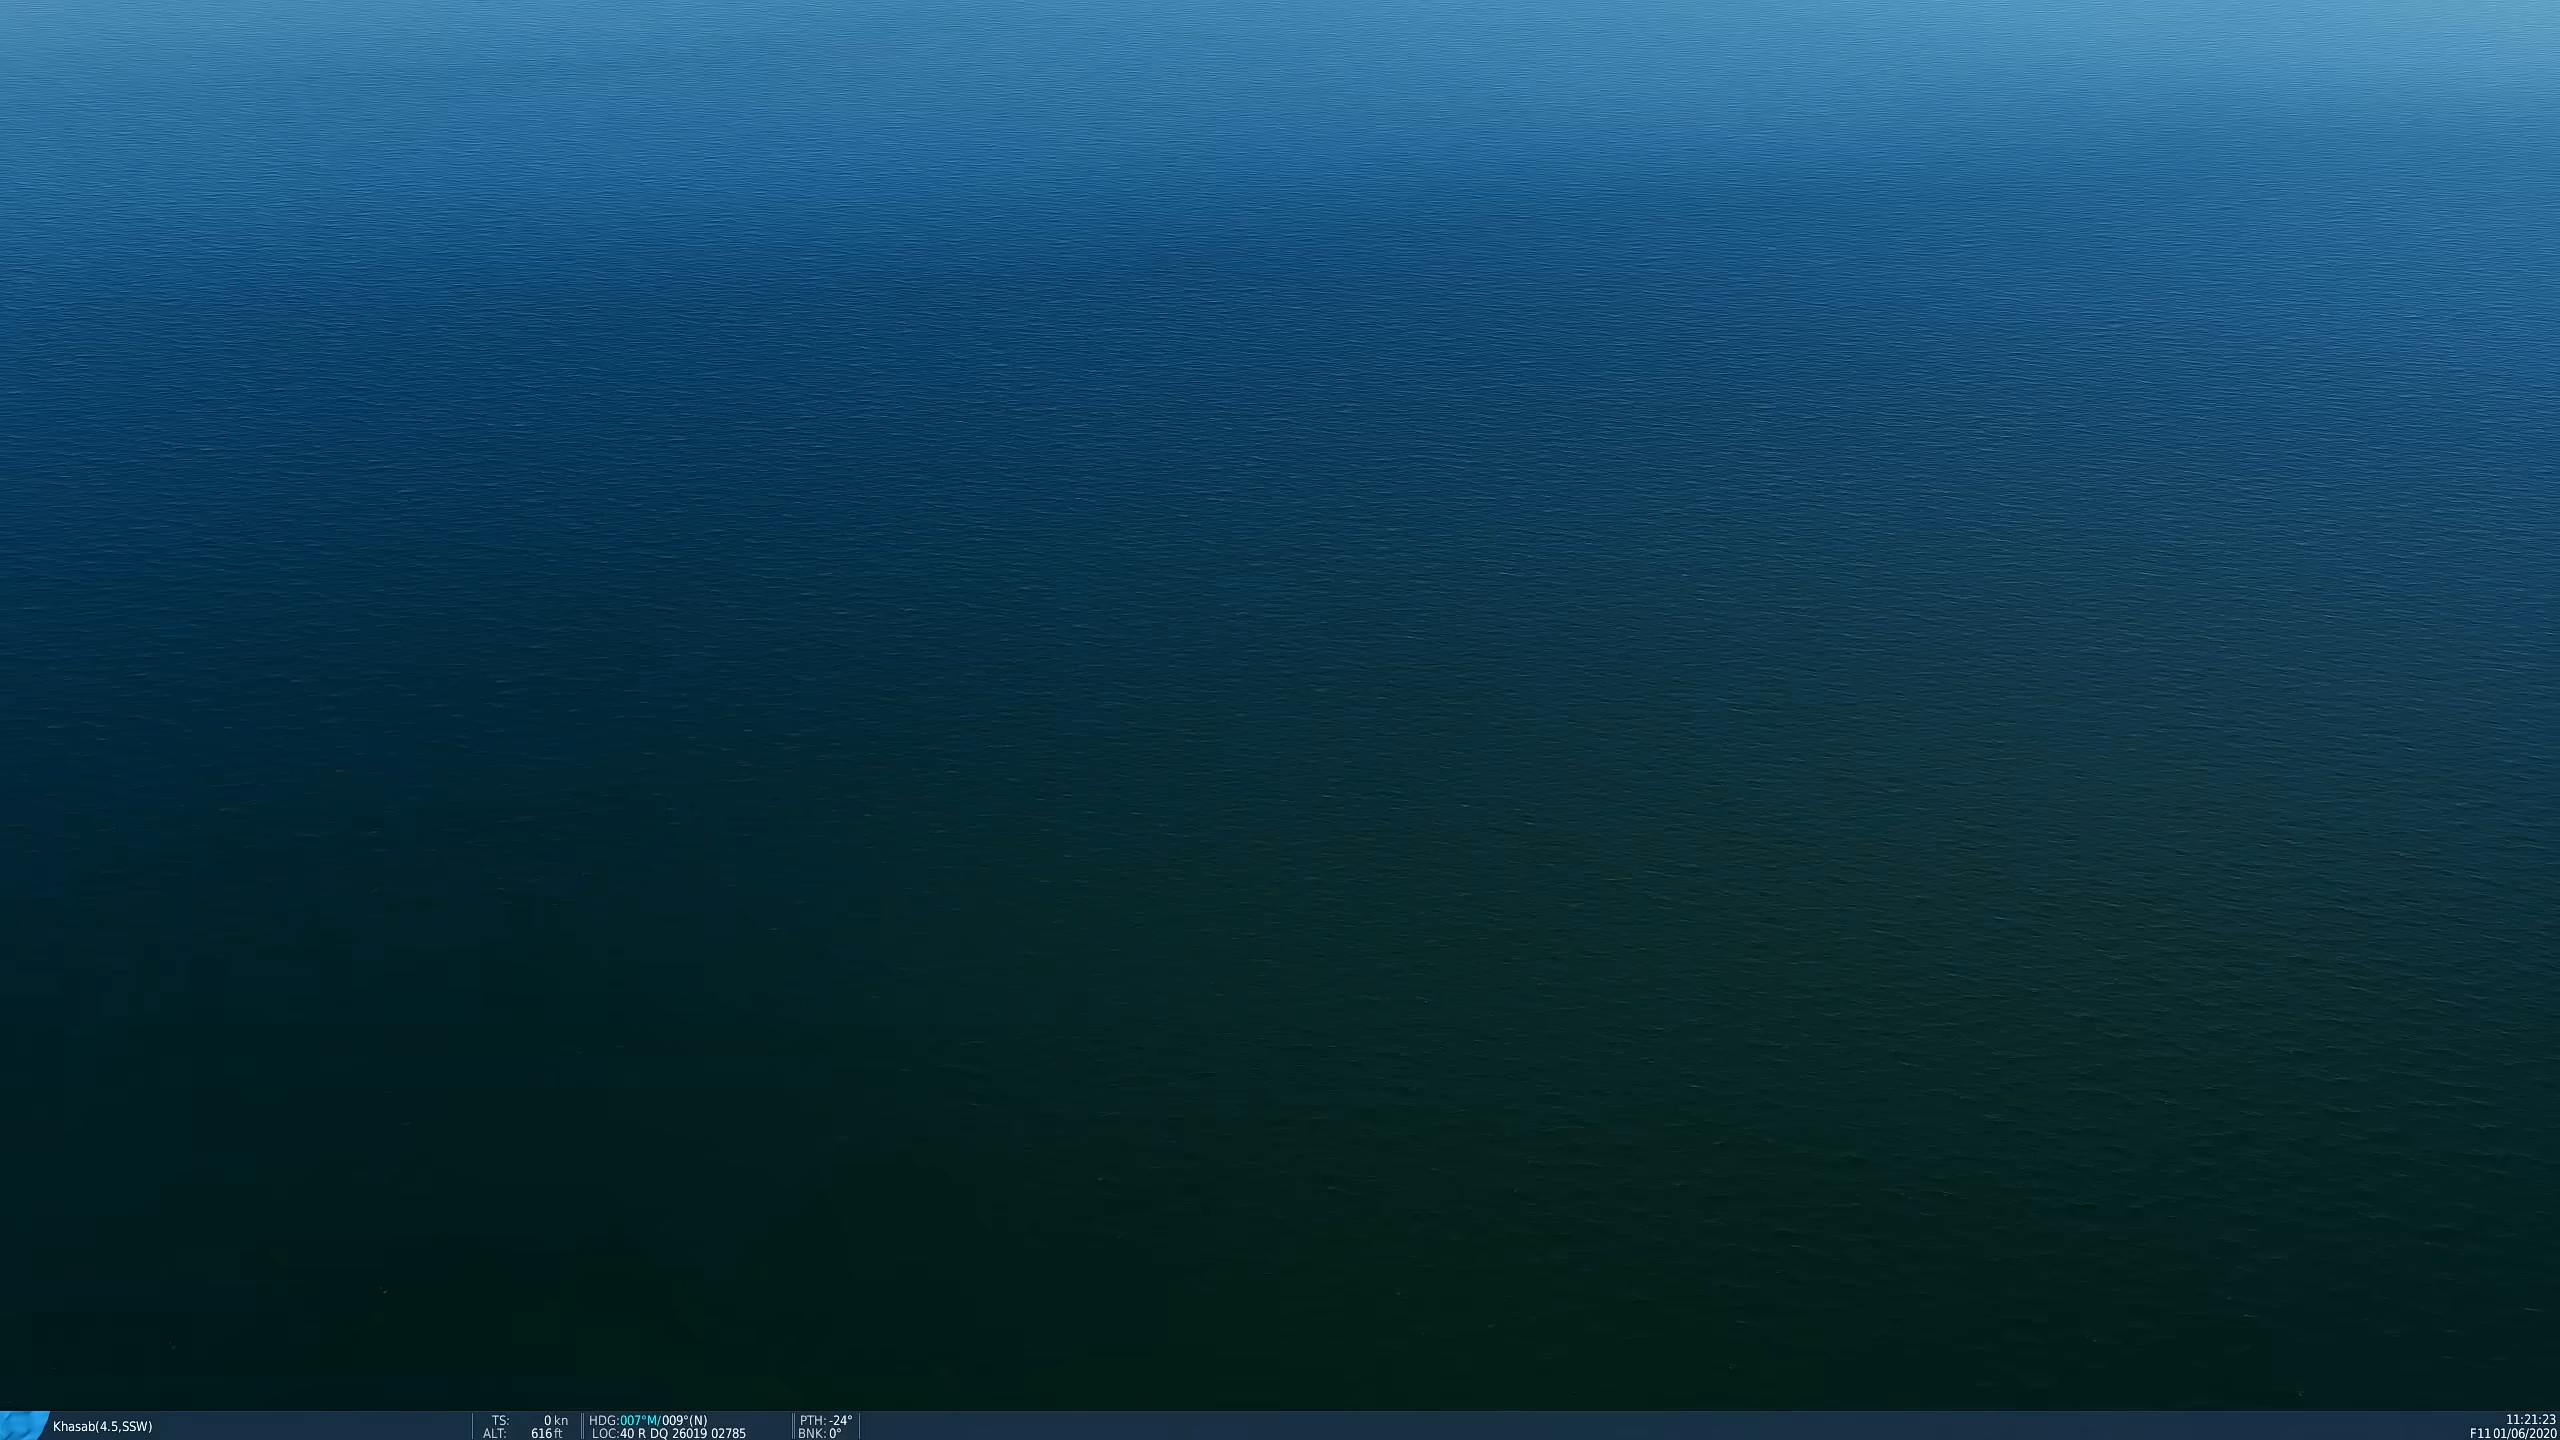 Khasab(4.5,SSW)
TS: 0 kn
ALT: 616 ft
HDG:007°M/009°(N)
LOC:40 R DQ 26019 02785
PTH: -24°
BNK: 0°
11:21:23
F11 01/06/2020